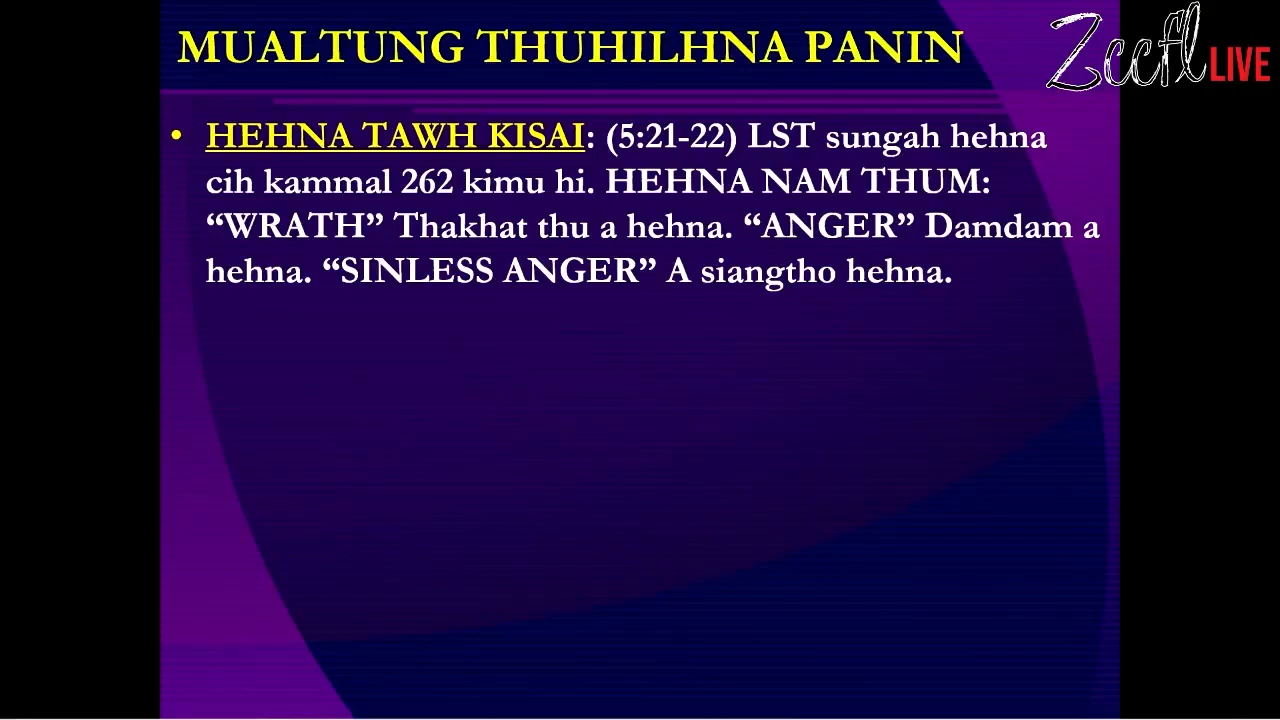 MUALTUNG THUHILHNA PANIN
Zccfl LIVE
• HEHNA TAWH KISAI: (5:21-22) LST sungah hehna
cih kammal 262 kimu hi. HEHNA NAM THUM:
“WRATH” Thakhat thu a hehna. “ANGER” Damdam a
hehna. “SINLESS ANGER” A siangtho hehna.